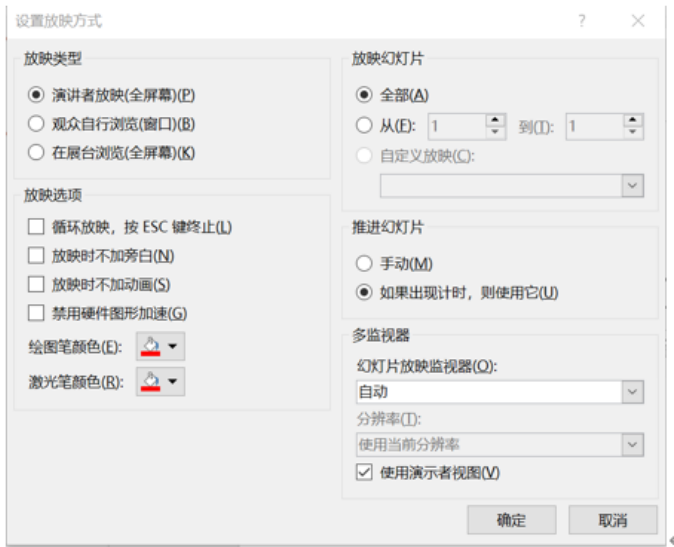 设置放映方式
?
放映类型
演讲者放映(全屏幕)(P)
观众自行浏览(窗口)(B)
在展台浏览(全屏幕)(K)
放映选项
循环放映，按 ESC 键终止(L)
放映时不加旁白(N)
放映时不加动画(S)
禁用硬件图形加速(G)
绘图笔颜色(E):
激光笔颜色(R):
放映幻灯片
全部(A)
从(F): 1 到(T): 1
自定义放映(C):
推进幻灯片
手动(M)
如果出现计时，则使用它(U)
多监视器
幻灯片放映监视器(O):
自动
分辨率(T):
使用当前分辨率
使用演示者视图(V)
确定 取消